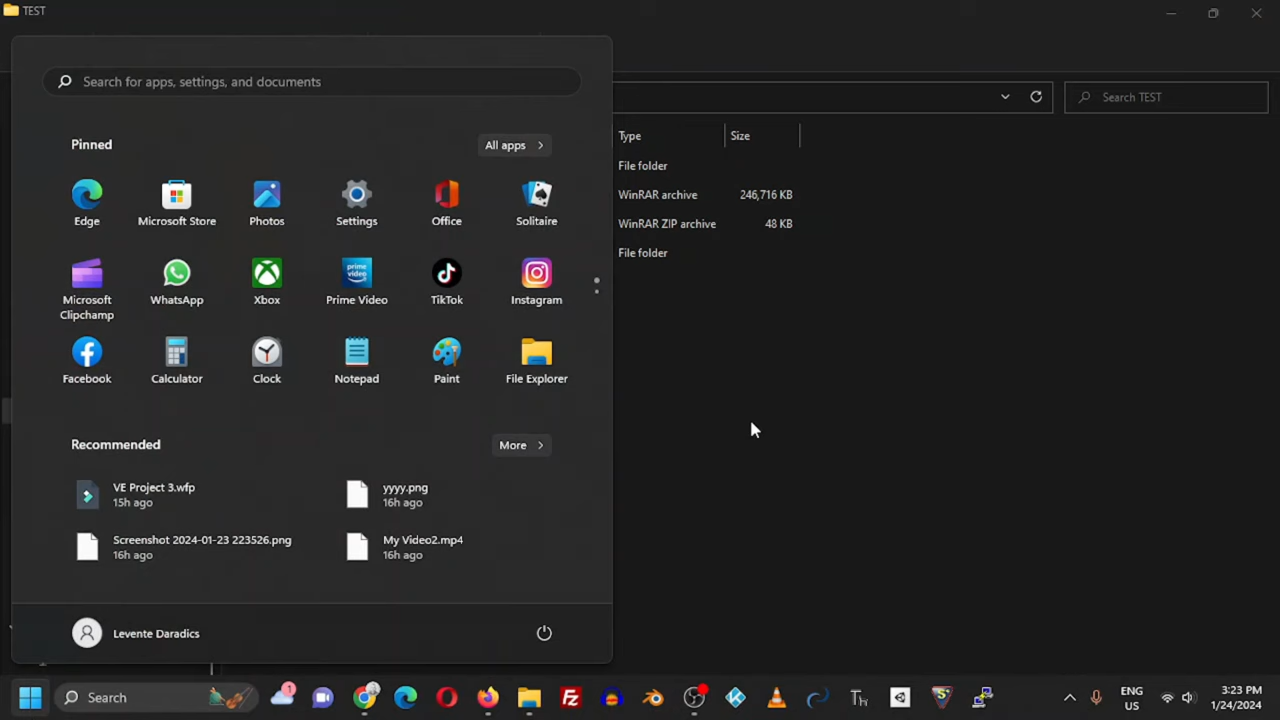 TEST
Search for apps, settings, and documents
Search TEST
Pinned
All apps
Type
Size
File folder
WinRAR archive
246,716 KB
WinRAR ZIP archive
48 KB
File folder
Edge
Microsoft Store
Photos
Settings
Office
Solitaire
Microsoft
Clipchamp
WhatsApp
Xbox
prime
video
Prime Video
TikTok
Instagram
Facebook
Calculator
Clock
Notepad
Paint
File Explorer
Recommended
More
VE Project 3.wfp
15h ago
yyyy.png
16h ago
Screenshot 2024-01-23 223526.png
16h ago
My Video2.mp4
16h ago
Levente Daradics
Search
1
Th
ENG
US
3:23 PM
1/24/2024